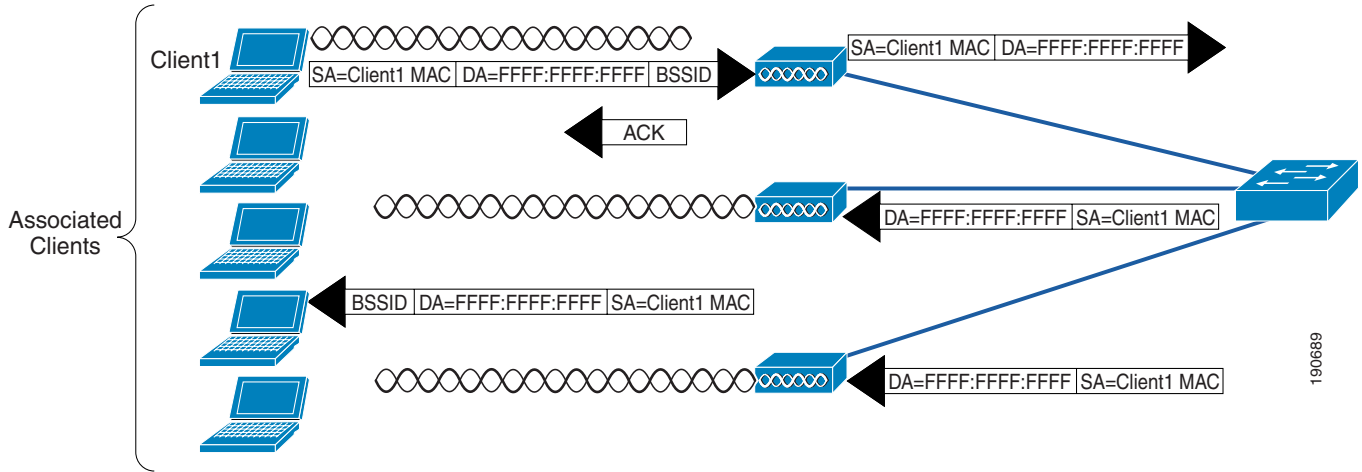 Client1
SA=Client1 MAC DA=FFFF:FFFF:FFFF BSSID
SA=Client1 MAC DA=FFFF:FFFF:FFFF
ACK
Associated
Clients
DA=FFFF:FFFF:FFFF SA=Client1 MAC
BSSID DA=FFFF:FFFF:FFFF SA=Client1 MAC
DA=FFFF:FFFF:FFFF SA=Client1 MAC
190689